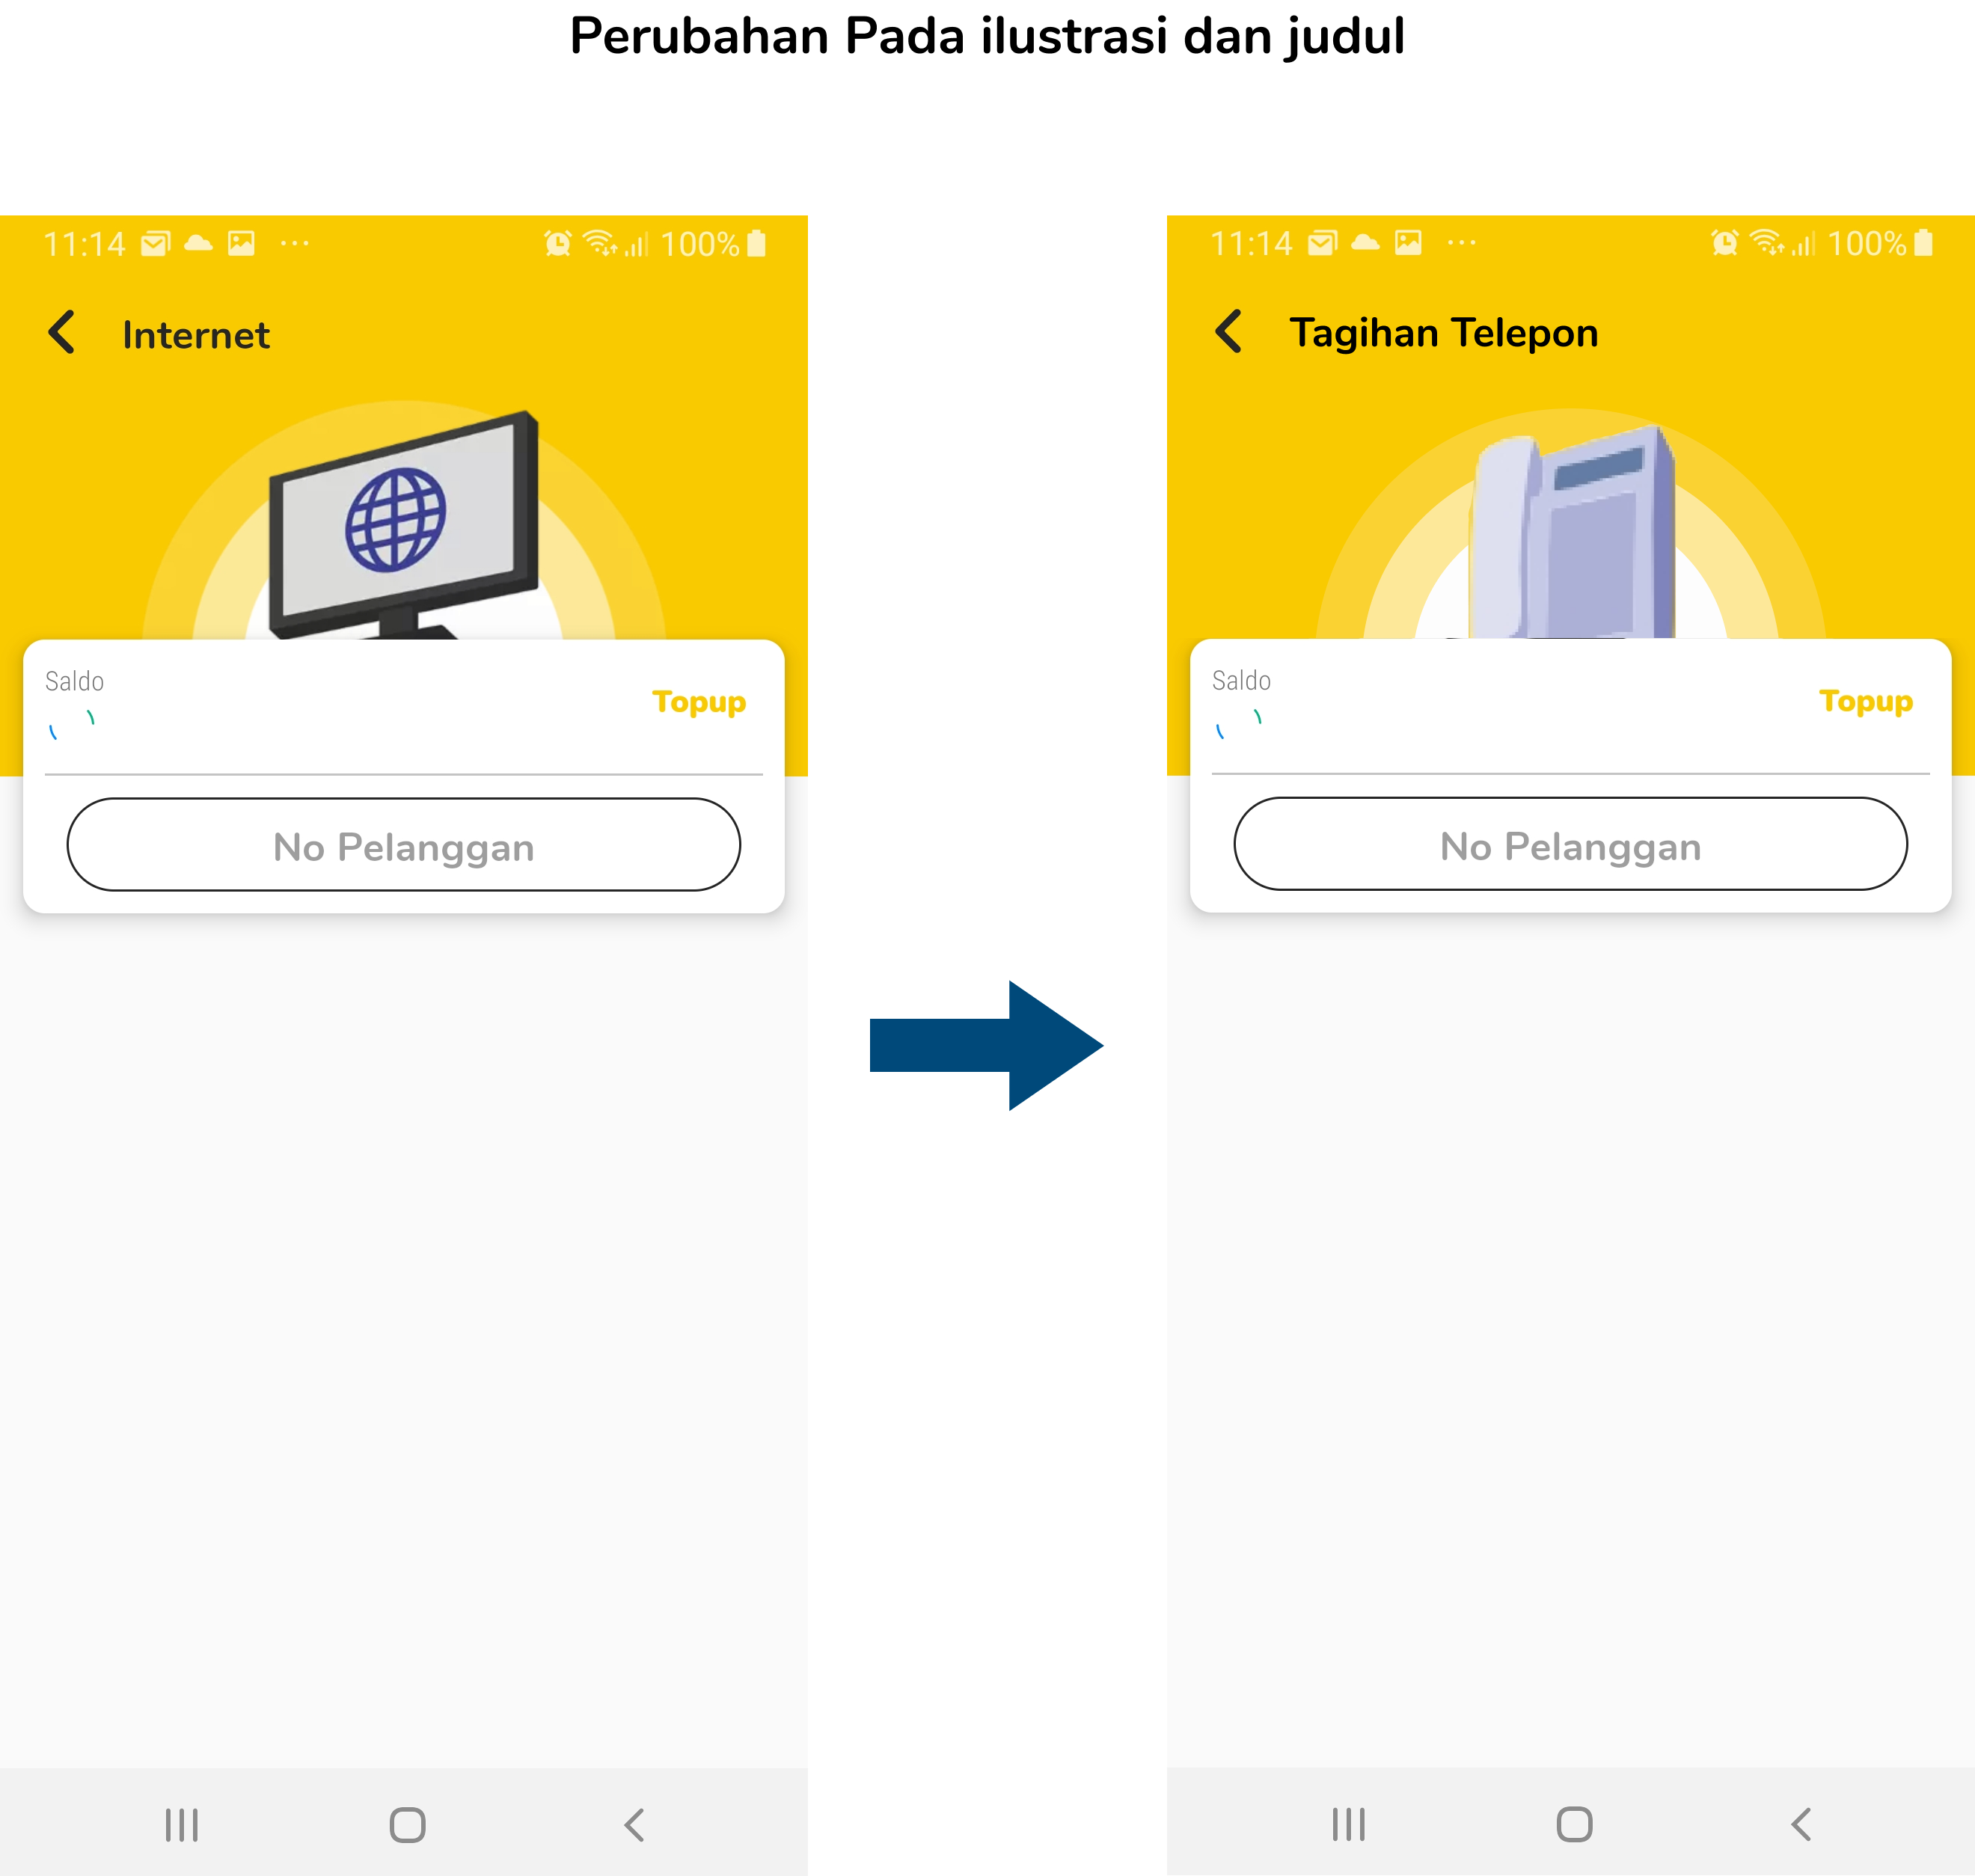 Perubahan Pada ilustrasi dan judul
11:14 100%
Internet
Saldo
Topup
No Pelanggan
11:14 100%
Tagihan Telepon
Saldo
Topup
No Pelanggan